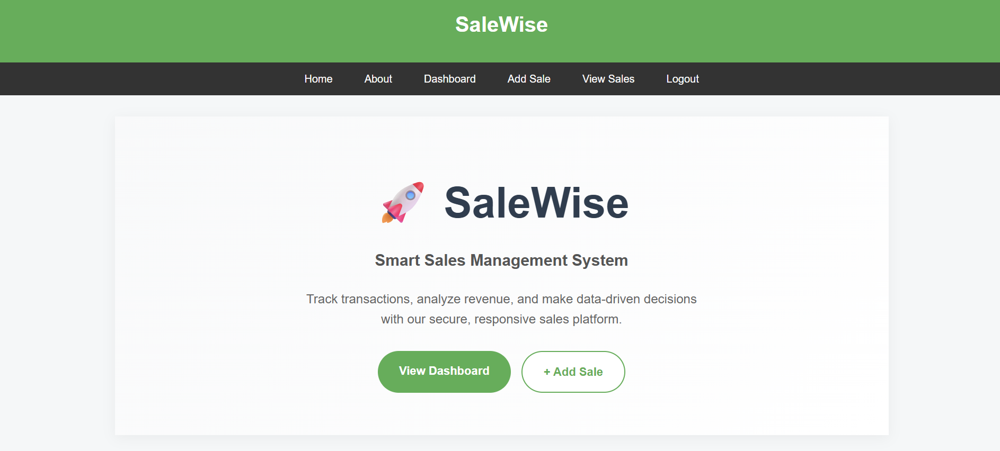 SaleWise
Home About Dashboard Add Sale View Sales Logout
🚀 SaleWise
Smart Sales Management System
Track transactions, analyze revenue, and make data-driven decisions
with our secure, responsive sales platform.
View Dashboard + Add Sale